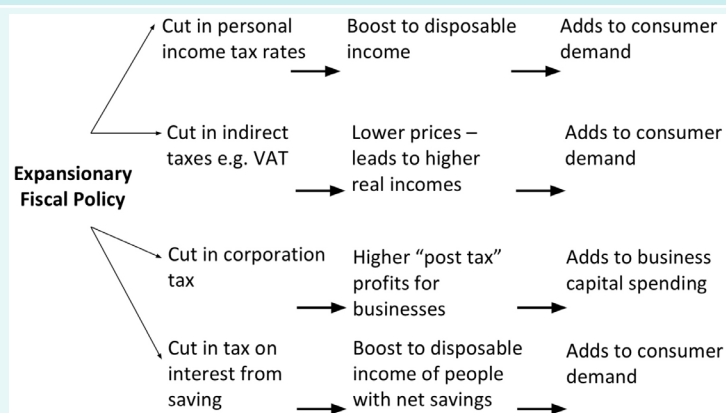 Cut in personal
income tax rates
Boost to disposable
income
Adds to consumer
demand
Cut in indirect
taxes e.g. VAT
Lower prices –
leads to higher
real incomes
Adds to consumer
demand
Expansionary
Fiscal Policy
Cut in corporation
tax
Higher “post tax”
profits for
businesses
Adds to business
capital spending
Cut in tax on
interest from
saving
Boost to disposable
income of people
with net savings
Adds to consumer
demand